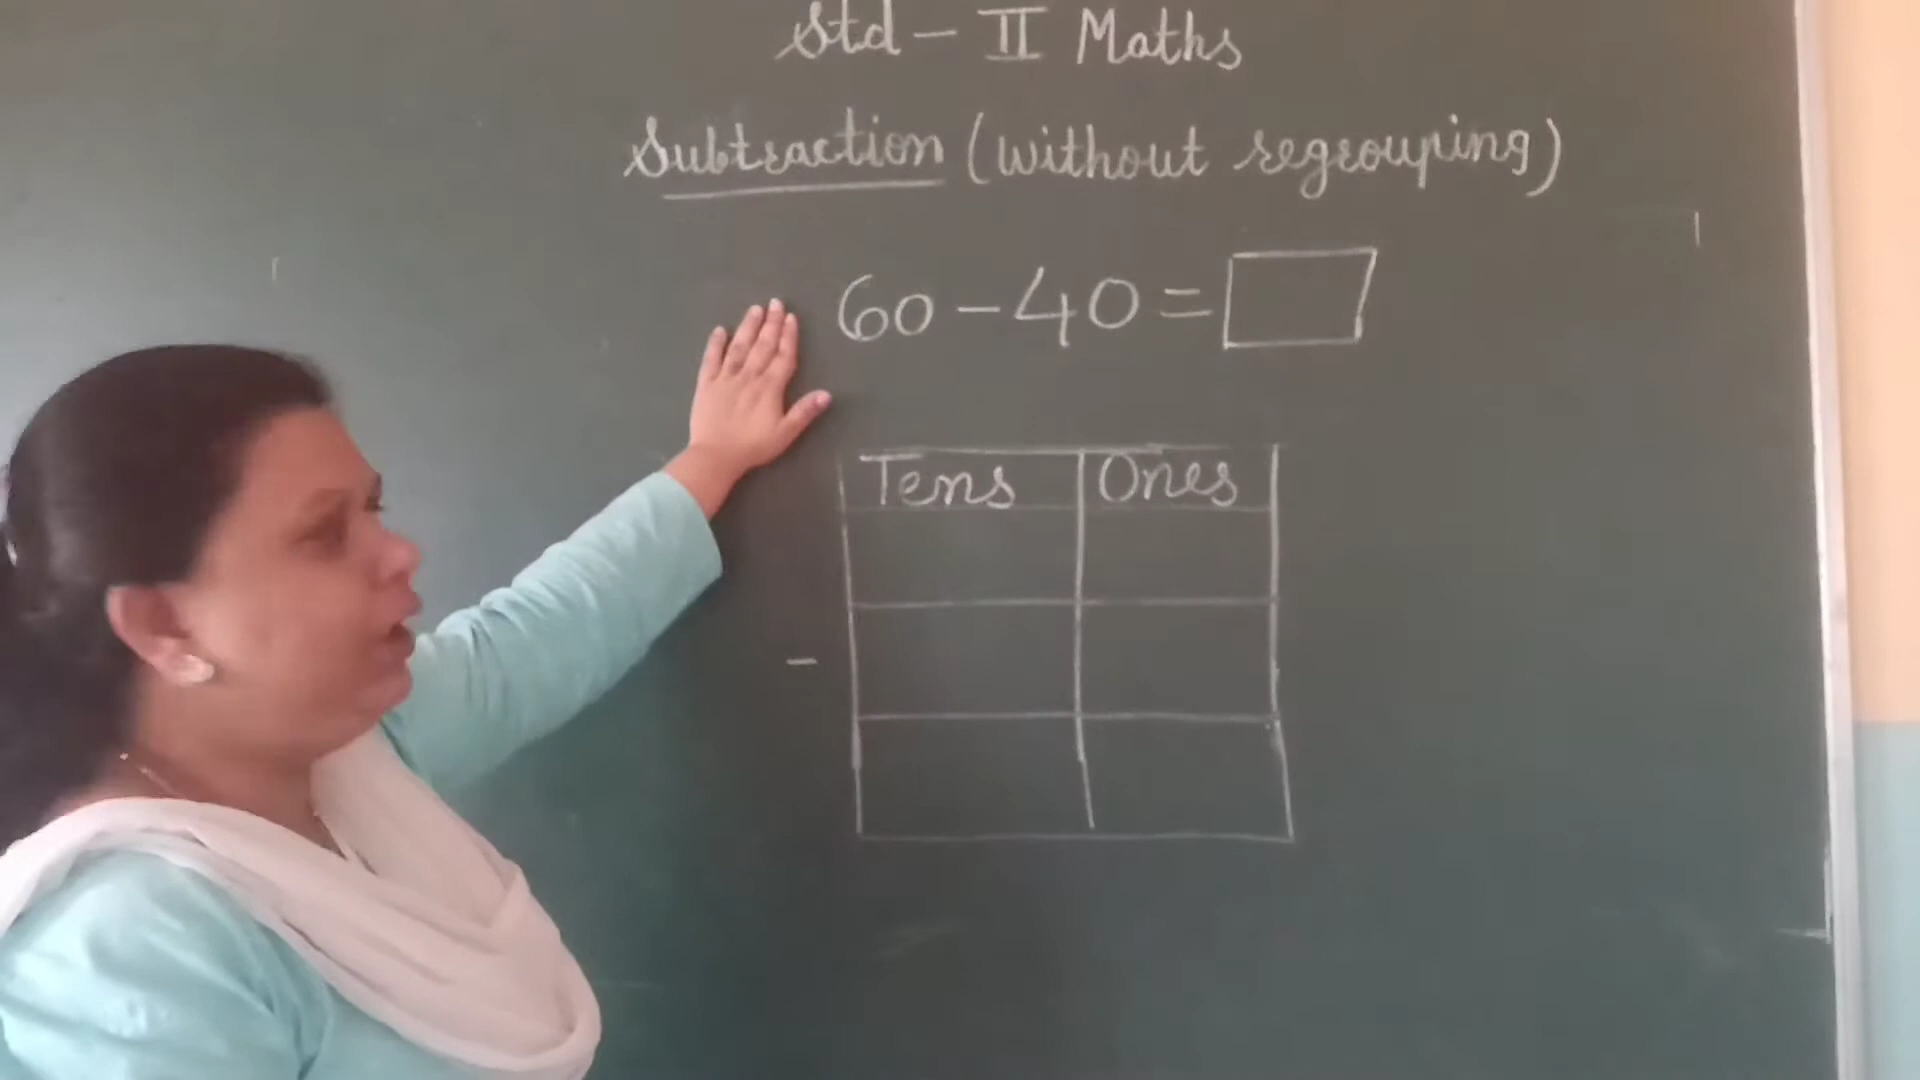 Std - II Maths
Subtraction (without regrouping)
60 - 40 =
Tens Ones
-